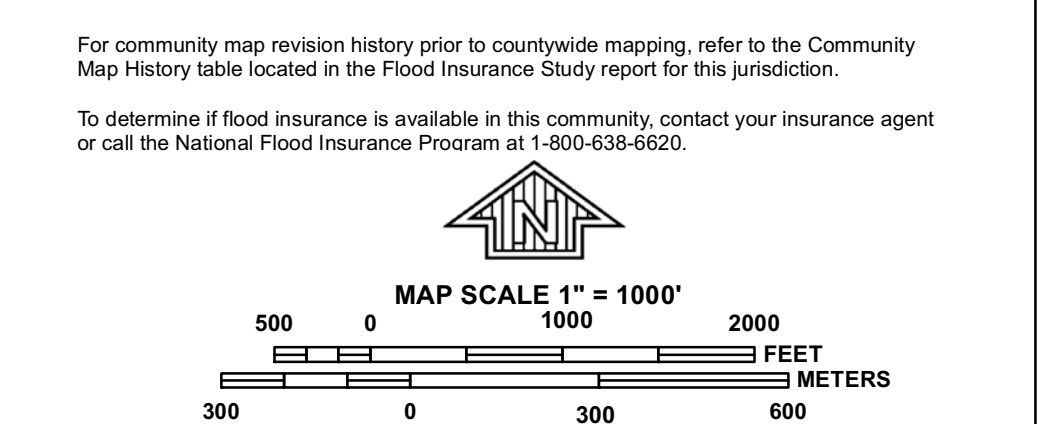 For community map revision history prior to countywide mapping, refer to the Community
Map History table located in the Flood Insurance Study report for this jurisdiction.
To determine if flood insurance is available in this community, contact your insurance agent
or call the National Flood Insurance Program at 1-800-638-6620.
N
MAP SCALE 1" = 1000'
500 0 1000 2000
FEET
METERS
300 0 300 600